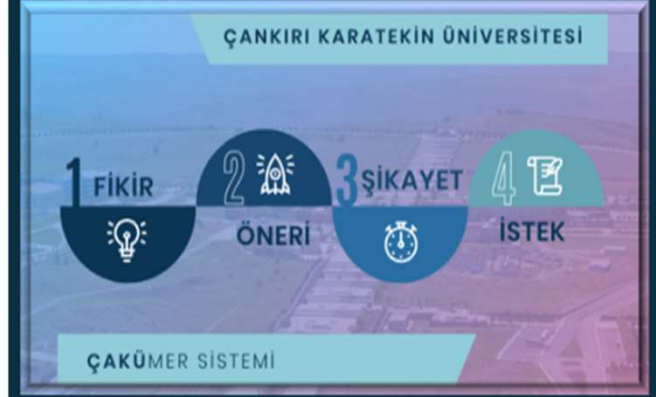 ÇANKIRI KARATEKİN ÜNİVERSİTESİ
1 FİKİR
2 ÖNERİ
3 ŞİKAYET
4 İSTEK
ÇAKÜMER SİSTEMİ